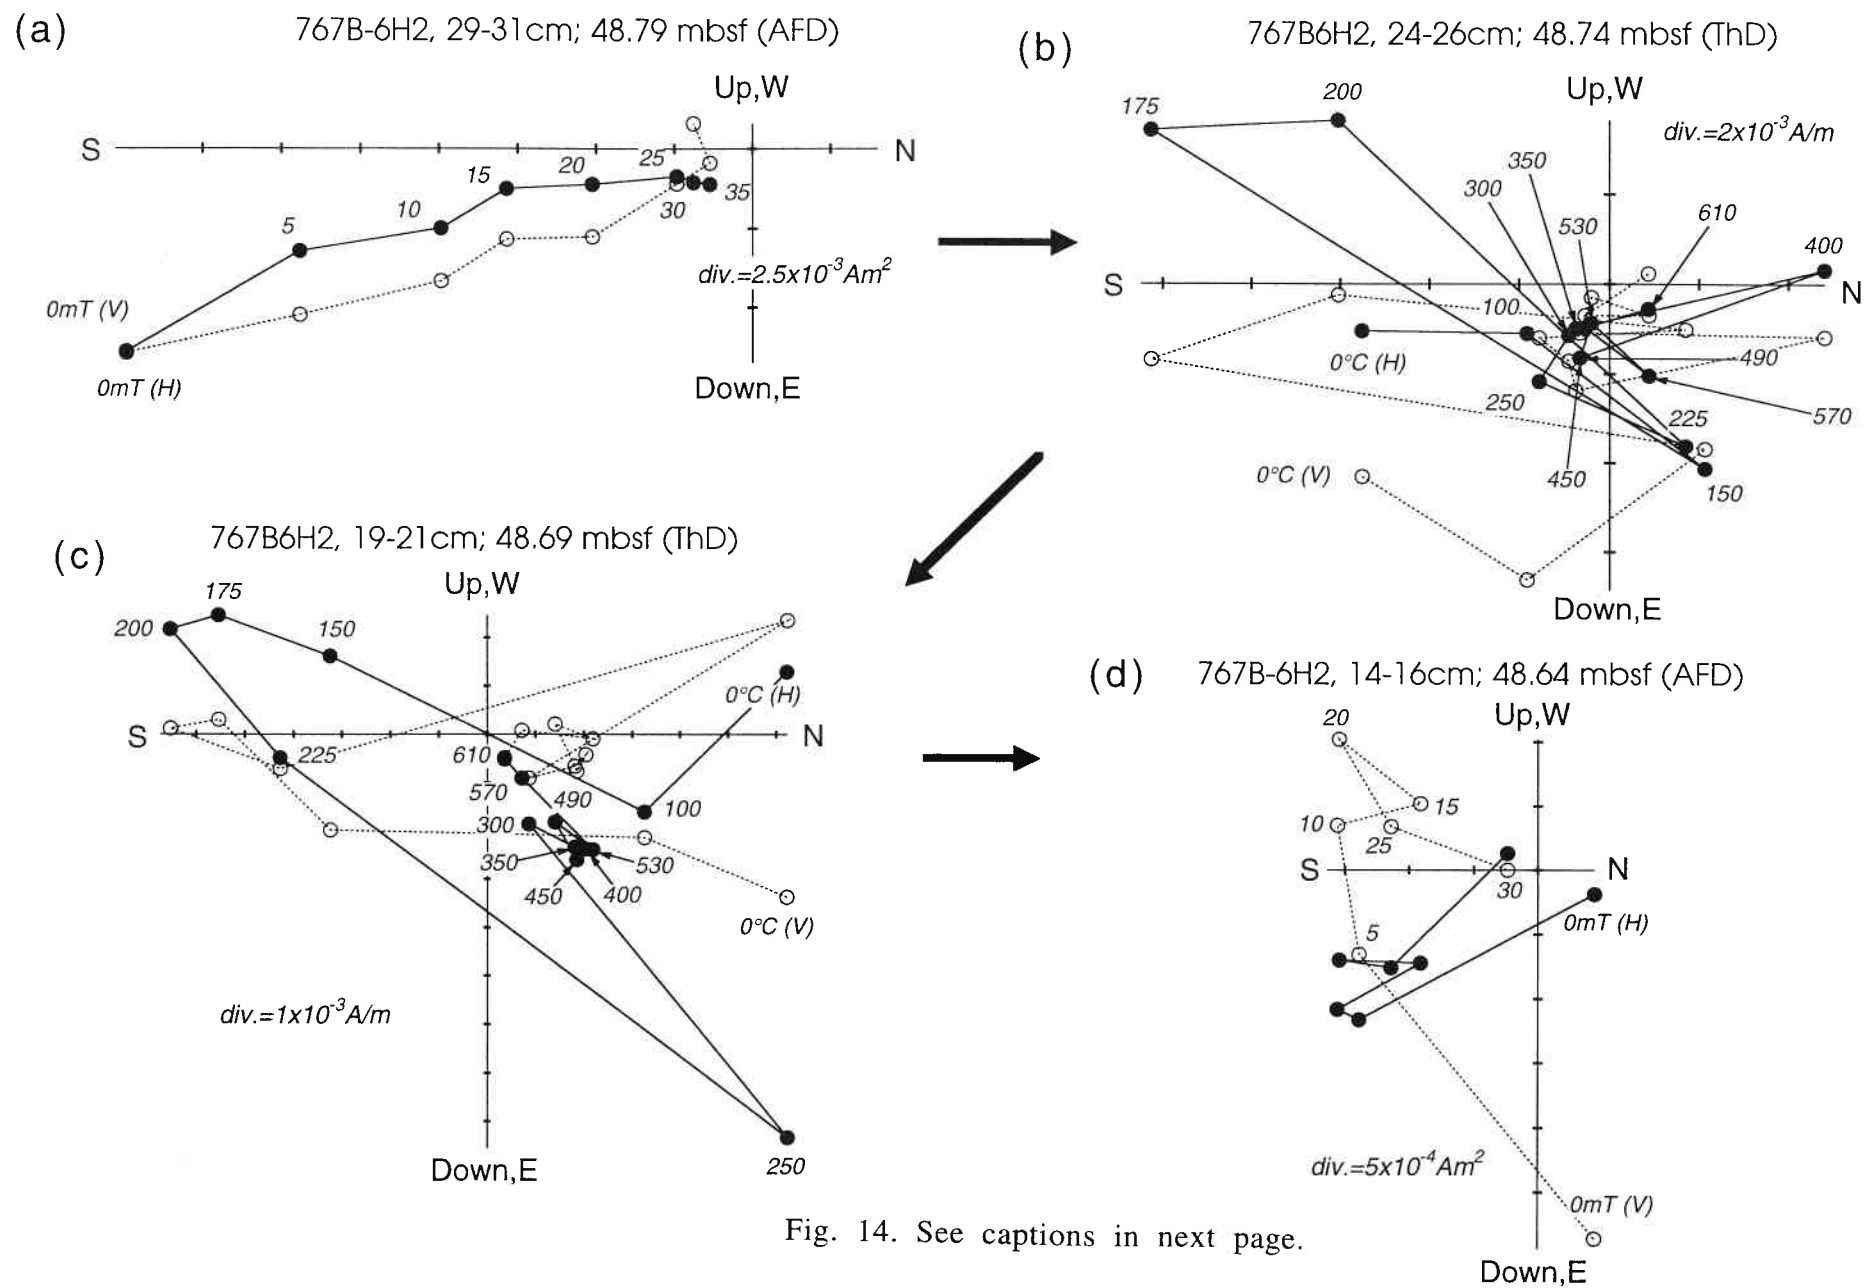 (a)
767B-6H2, 29-31cm; 48.79 mbsf (AFD)
Up,W
S
N
25
20
15
35
30
10
5
div.=2.5x10⁻³Am²
0mT (V)
0mT (H)
Down,E
(b)
767B6H2, 24-26cm; 48.74 mbsf (ThD)
Up,W
200
175
div.=2x10⁻³A/m
350
300
530
610
400
S
N
100
0°C (H)
490
250
225
570
0°C (V)
450
150
Down,E
(c)
767B6H2, 19-21cm; 48.69 mbsf (ThD)
Up,W
175
200
150
0°C (H)
S
N
225
610
570
490
100
300
350
530
450
400
0°C (V)
div.=1x10⁻³A/m
Down,E
250
(d)
767B-6H2, 14-16cm; 48.64 mbsf (AFD)
20
Up,W
15
10
25
S
N
30
0mT (H)
5
div.=5x10⁻⁴Am²
0mT (V)
Down,E
Fig. 14. See captions in next page.